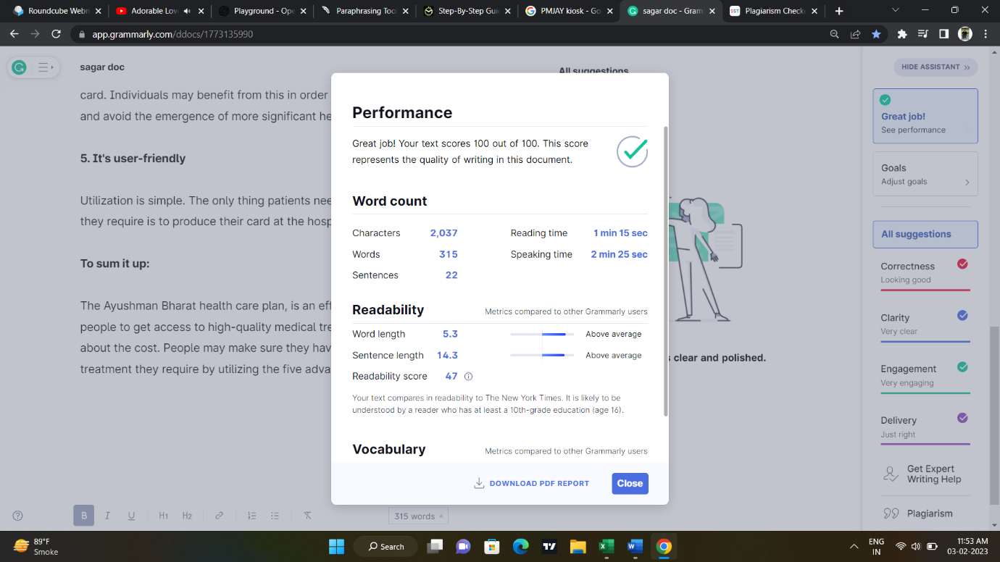 Roundcube Webm
Adorable Lov
Playground - Ope
Paraphrasing Tool
Step-By-Step Gui
PMJAY kiosk - Go
sagar doc - Gram
Plagiarism Check
app.grammarly.com/ddocs/1773135990
sagar doc
All suggestions
HIDE ASSISTANT
card. Individuals may benefit from this in order
and avoid the emergence of more significant he
5. It's user-friendly
Utilization is simple. The only thing patients nee
they require is to produce their card at the hosp
To sum it up:
The Ayushman Bharat health care plan, is an eff
people to get access to high-quality medical tre
about the cost. People may make sure they hav
treatment they require by utilizing the five adva
Performance
Great job! Your text scores 100 out of 100. This score
represents the quality of writing in this document.
Word count
Characters 2,037 Reading time 1 min 15 sec
Words 315 Speaking time 2 min 25 sec
Sentences 22
Readability Metrics compared to other Grammarly users
Word length 5.3 Above average
Sentence length 14.3 Above average
Readability score 47
Your text compares in readability to The New York Times. It is likely to be
understood by a reader who has at least a 10th-grade education (age 16).
Vocabulary Metrics compared to other Grammarly users
DOWNLOAD PDF REPORT Close
s clear and polished.
Great job!
See performance
Goals
Adjust goals
All suggestions
Correctness
Looking good
Clarity
Very clear
Engagement
Very engaging
Delivery
Just right
Get Expert
Writing Help
Plagiarism
B I U H1 H2
315 words
89°F
Smoke
Search
ENG
IN
11:53 AM
03-02-2023